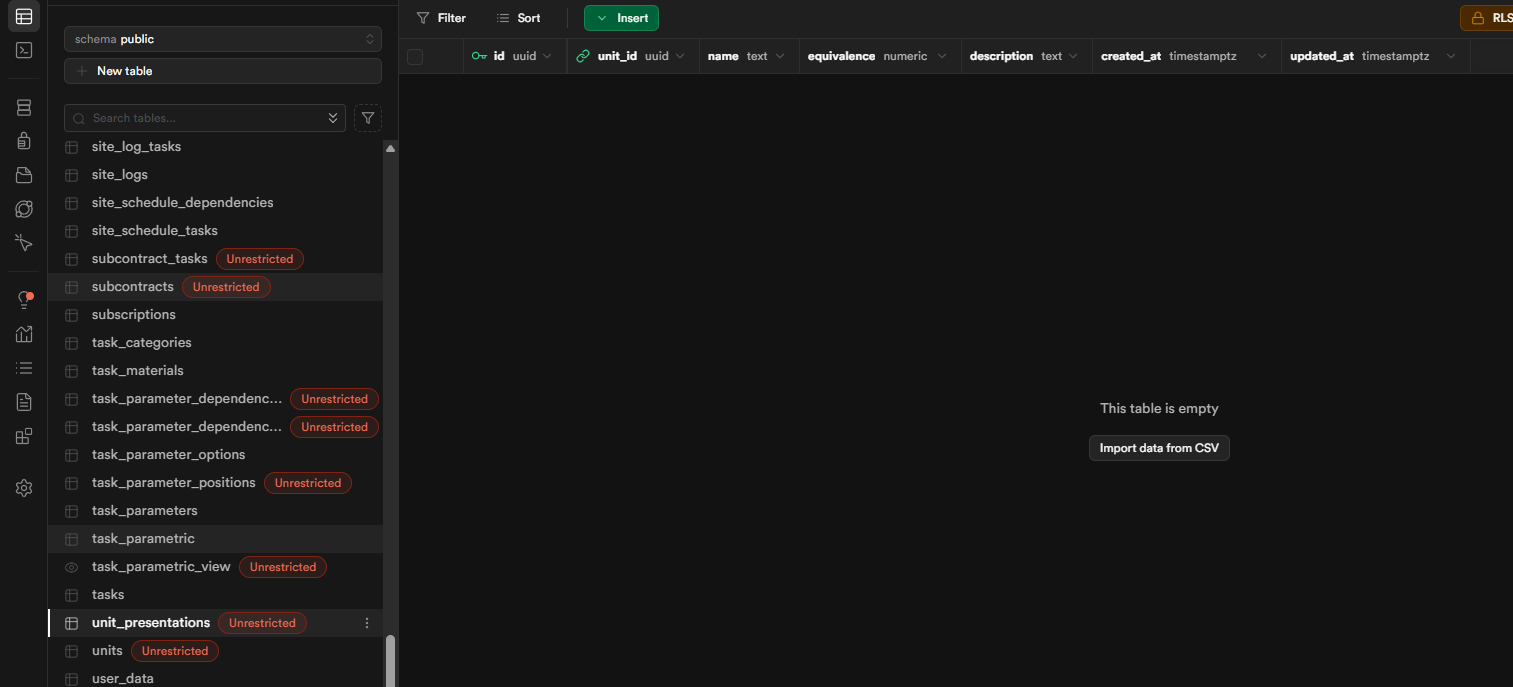 Filter Sort Insert RLS
schema public
New table
id uuid unit_id uuid name text equivalence numeric description text created_at timestamptz updated_at timestamptz
Search tables...
site_log_tasks
site_logs
site_schedule_dependencies
site_schedule_tasks
subcontract_tasks Unrestricted
subcontracts Unrestricted
subscriptions
task_categories
task_materials
task_parameter_dependenc... Unrestricted
task_parameter_dependenc... Unrestricted
task_parameter_options
task_parameter_positions Unrestricted
task_parameters
task_parametric
task_parametric_view Unrestricted
tasks
unit_presentations Unrestricted
units Unrestricted
user_data
This table is empty
Import data from CSV